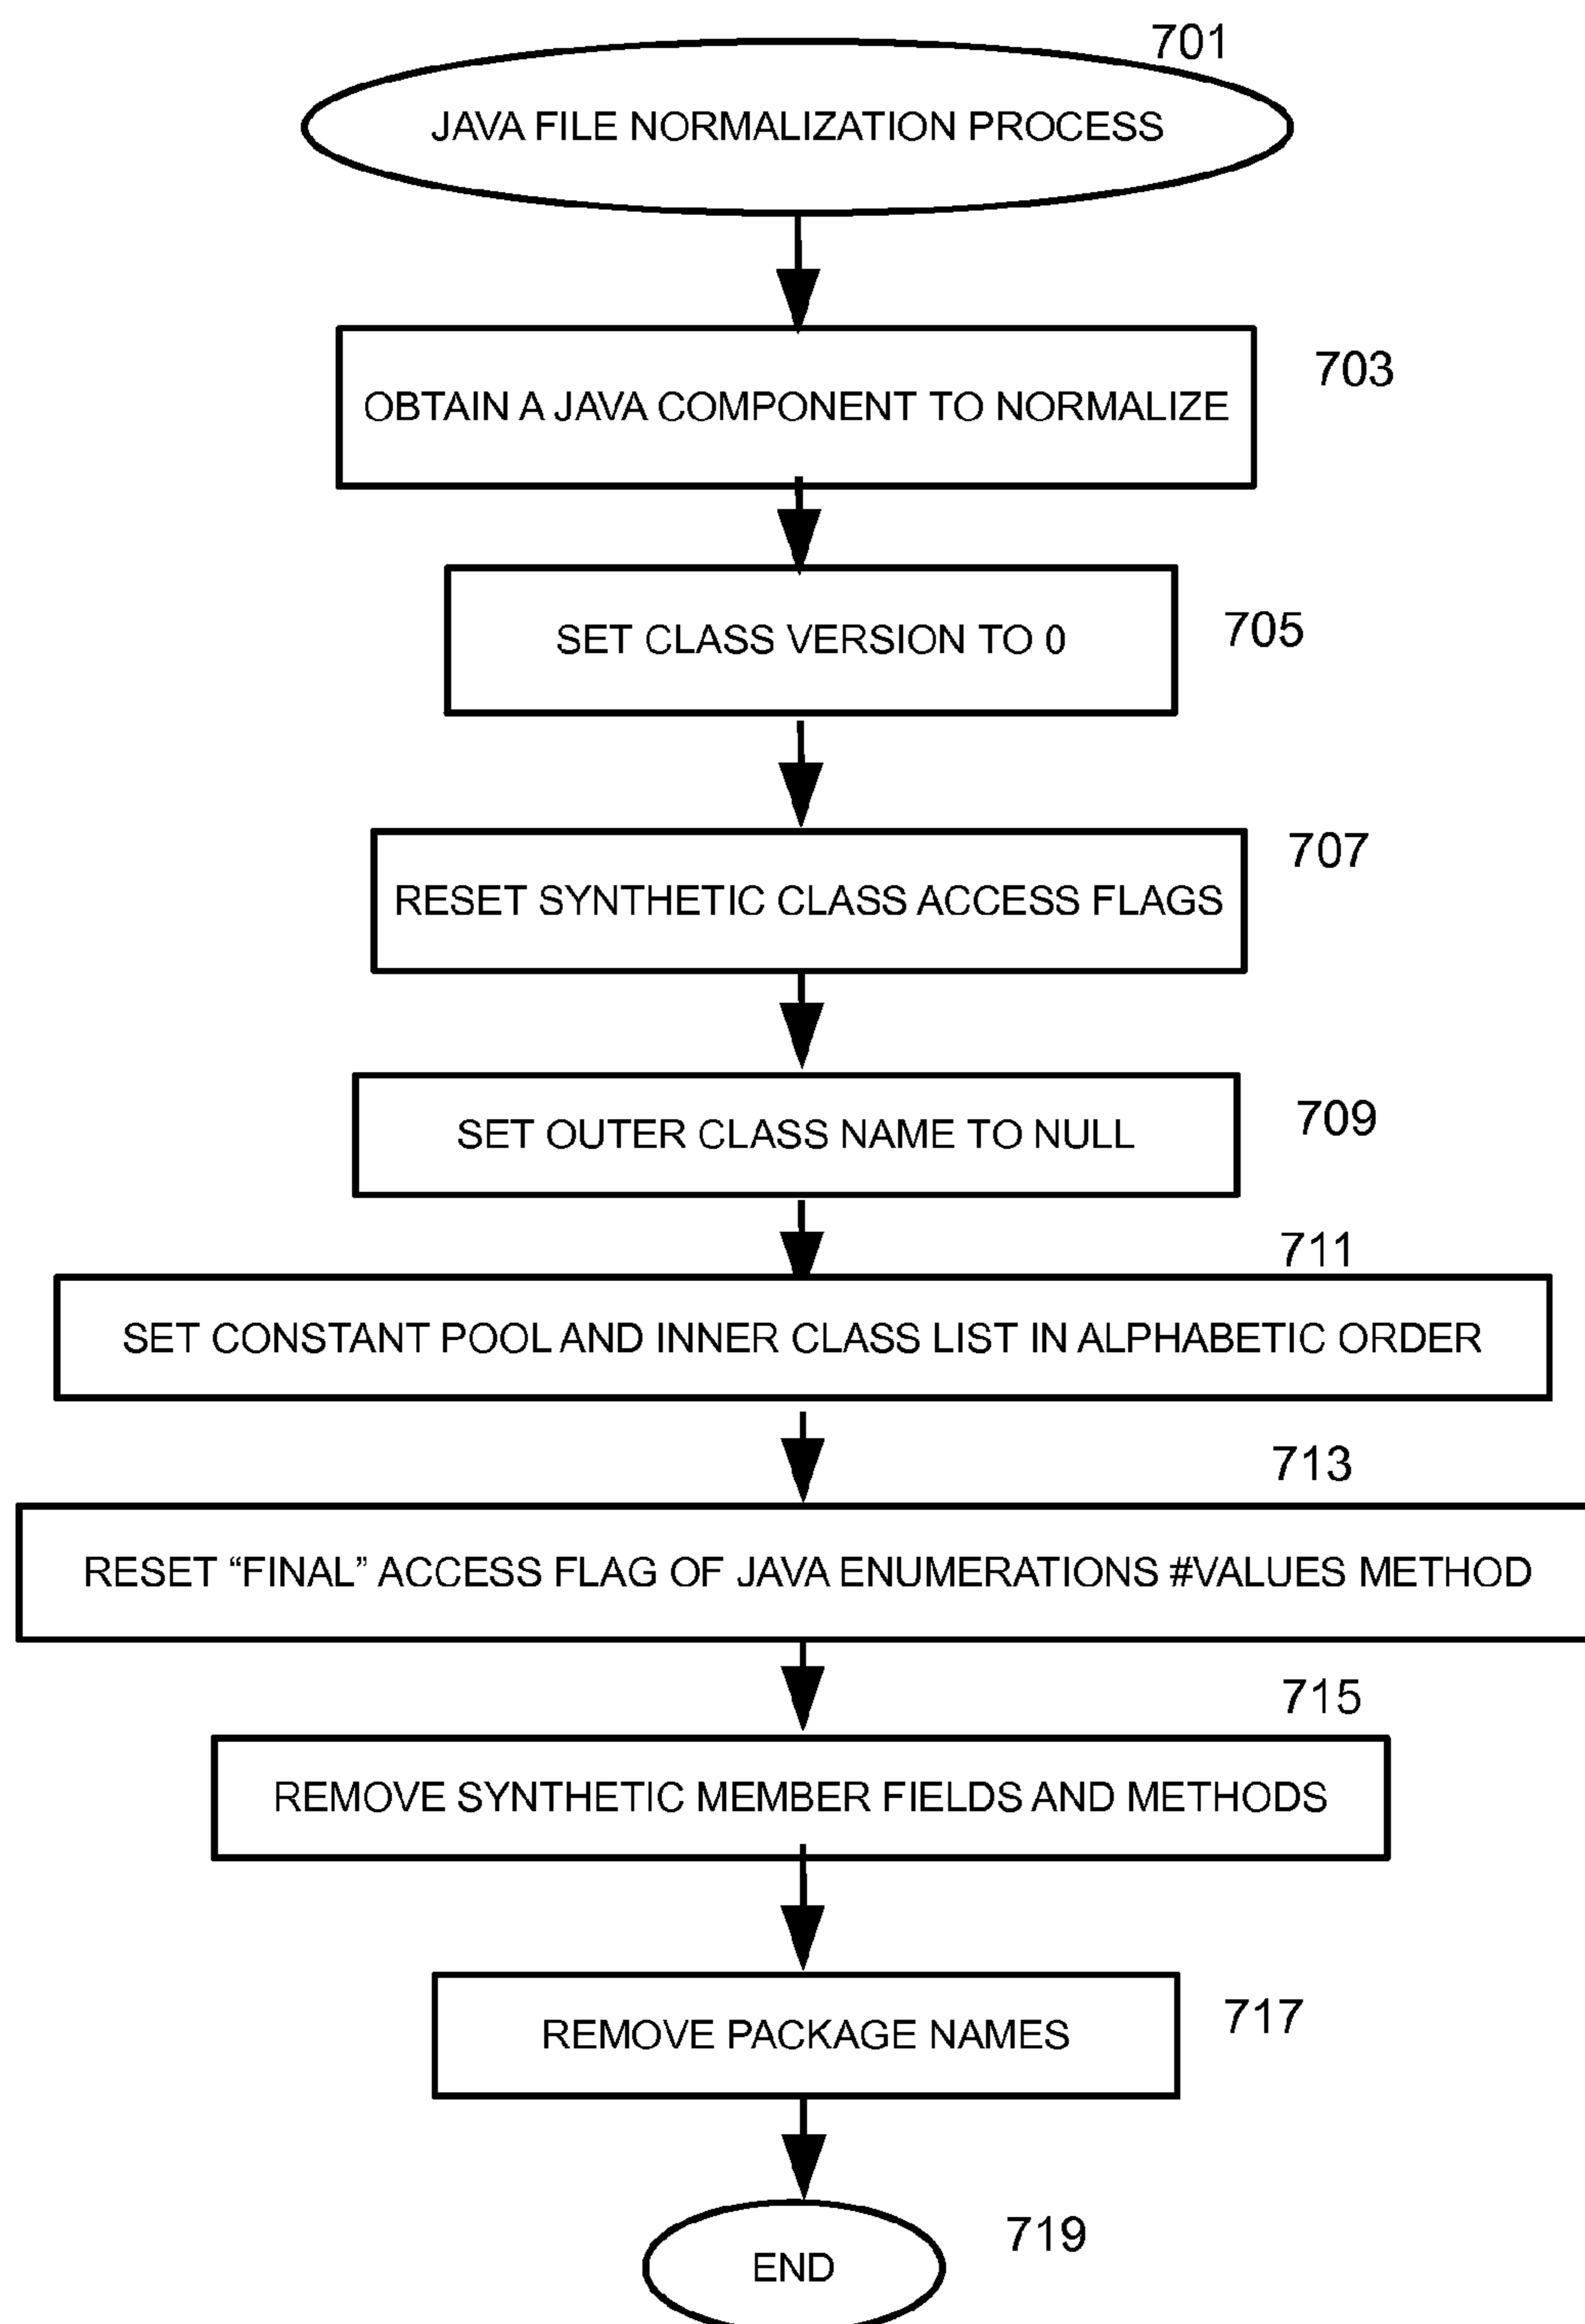 701
JAVA FILE NORMALIZATION PROCESS
703
OBTAIN A JAVA COMPONENT TO NORMALIZE
705
SET CLASS VERSION TO 0
707
RESET SYNTHETIC CLASS ACCESS FLAGS
709
SET OUTER CLASS NAME TO NULL
711
SET CONSTANT POOL AND INNER CLASS LIST IN ALPHABETIC ORDER
713
RESET “FINAL” ACCESS FLAG OF JAVA ENUMERATIONS #VALUES METHOD
715
REMOVE SYNTHETIC MEMBER FIELDS AND METHODS
717
REMOVE PACKAGE NAMES
719
END